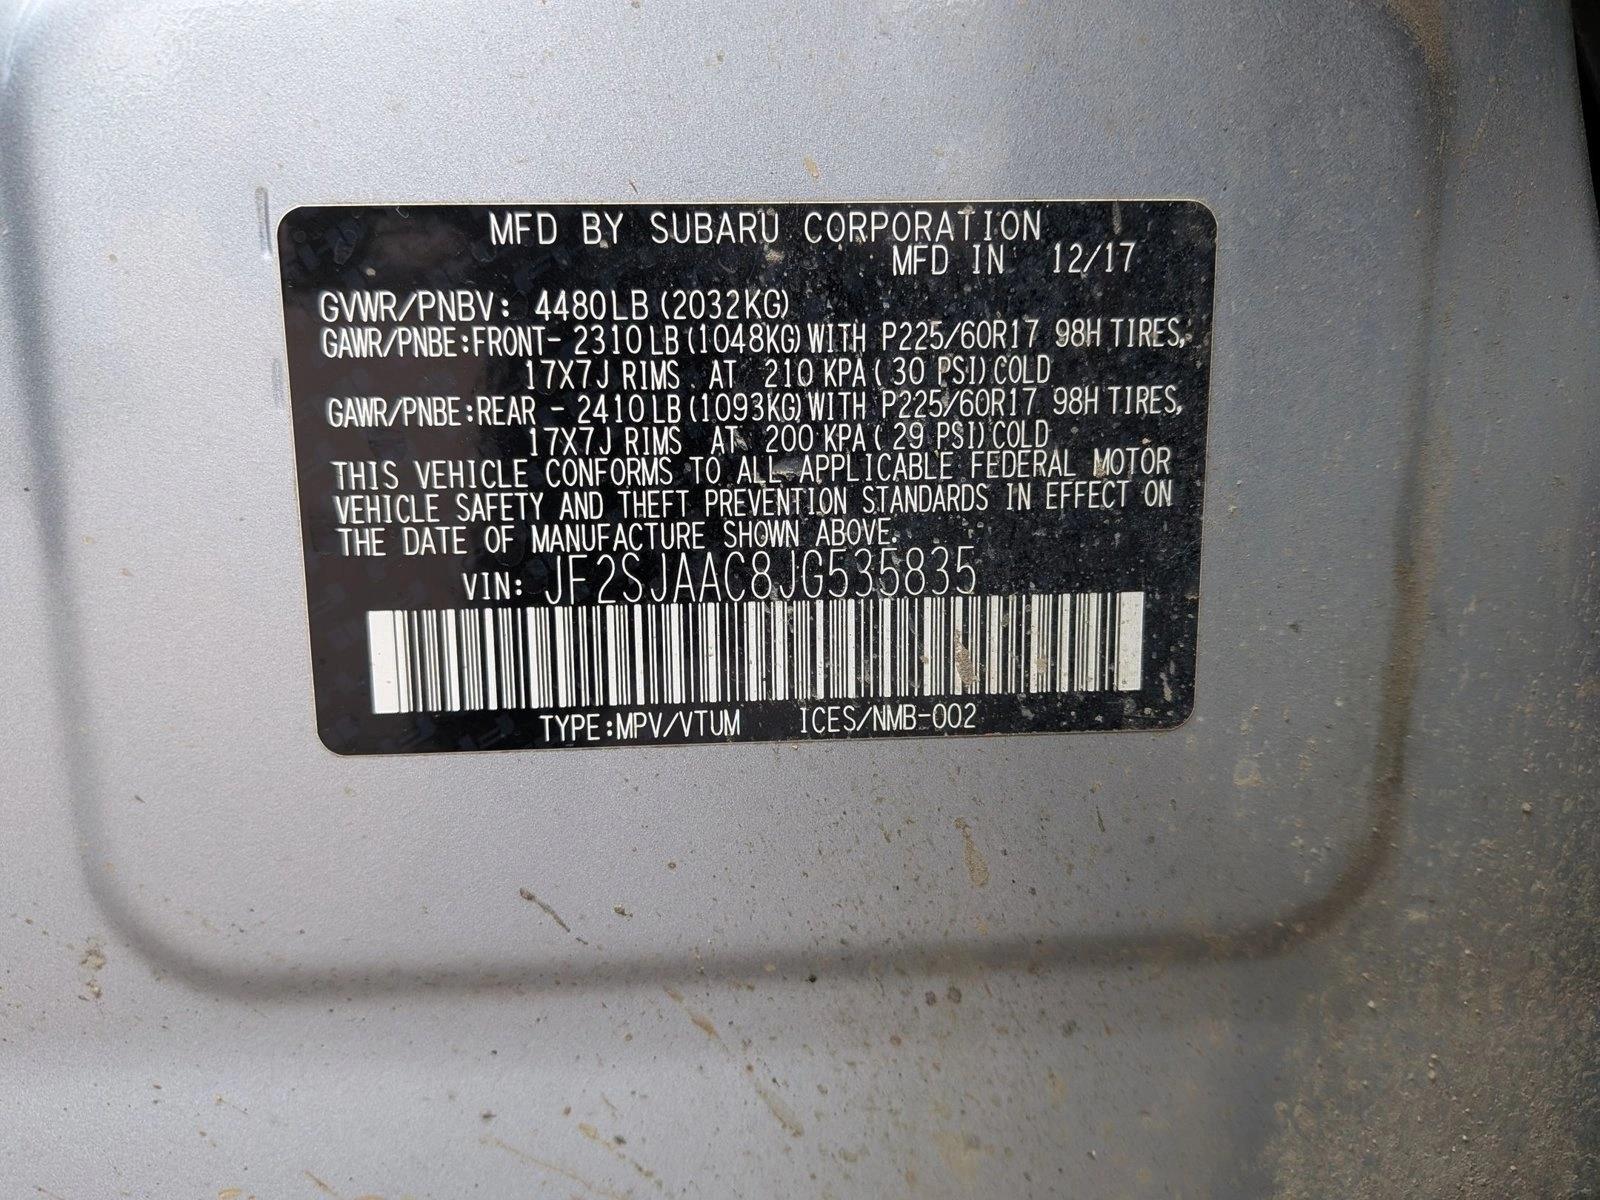 MFD BY SUBARU CORPORATION
MFD IN 12/17
GVWR/PNBV: 4480LB (2032KG)
GAWR/PNBE:FRONT- 2310LB (1048KG) WITH P225/60R17 98H TIRES,
17X7J RIMS AT 210 KPA ( 30 PSI) COLD
GAWR/PNBE:REAR - 2410LB (1093KG) WITH P225/60R17 98H TIRES,
17X7J RIMS AT 200 KPA ( 29 PSI) COLD
THIS VEHICLE CONFORMS TO ALL APPLICABLE FEDERAL MOTOR
VEHICLE SAFETY AND THEFT PREVENTION STANDARDS IN EFFECT ON
THE DATE OF MANUFACTURE SHOWN ABOVE.
VIN: JF2SJAAC8JG535835
TYPE:MPV/VTUM ICES/NMB-002